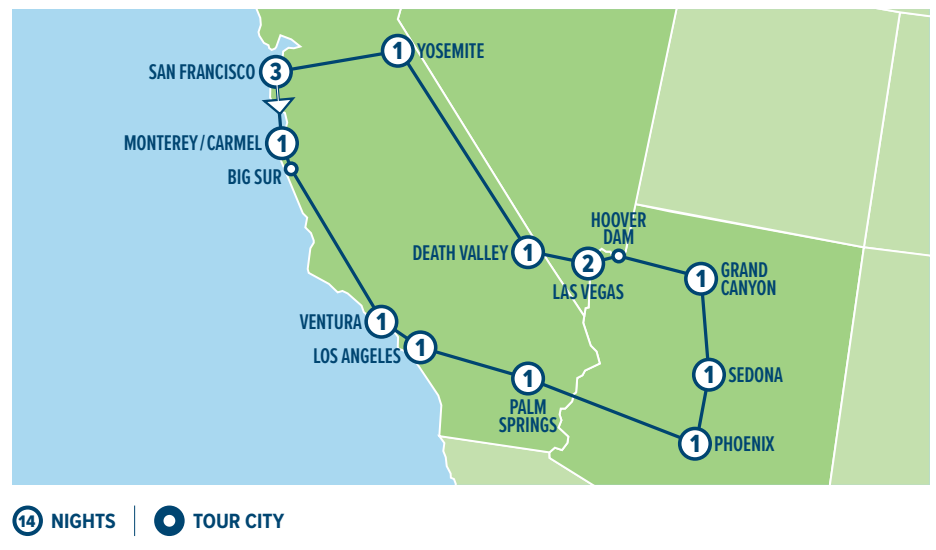 1 YOSEMITE
SAN FRANCISCO 3
MONTEREY / CARMEL 1
BIG SUR
HOOVER
DAM
DEATH VALLEY 1
2
LAS VEGAS
1 GRAND
CANYON
VENTURA 1
LOS ANGELES 1
1
PALM
SPRINGS
1 SEDONA
1 PHOENIX
14 NIGHTS
TOUR CITY